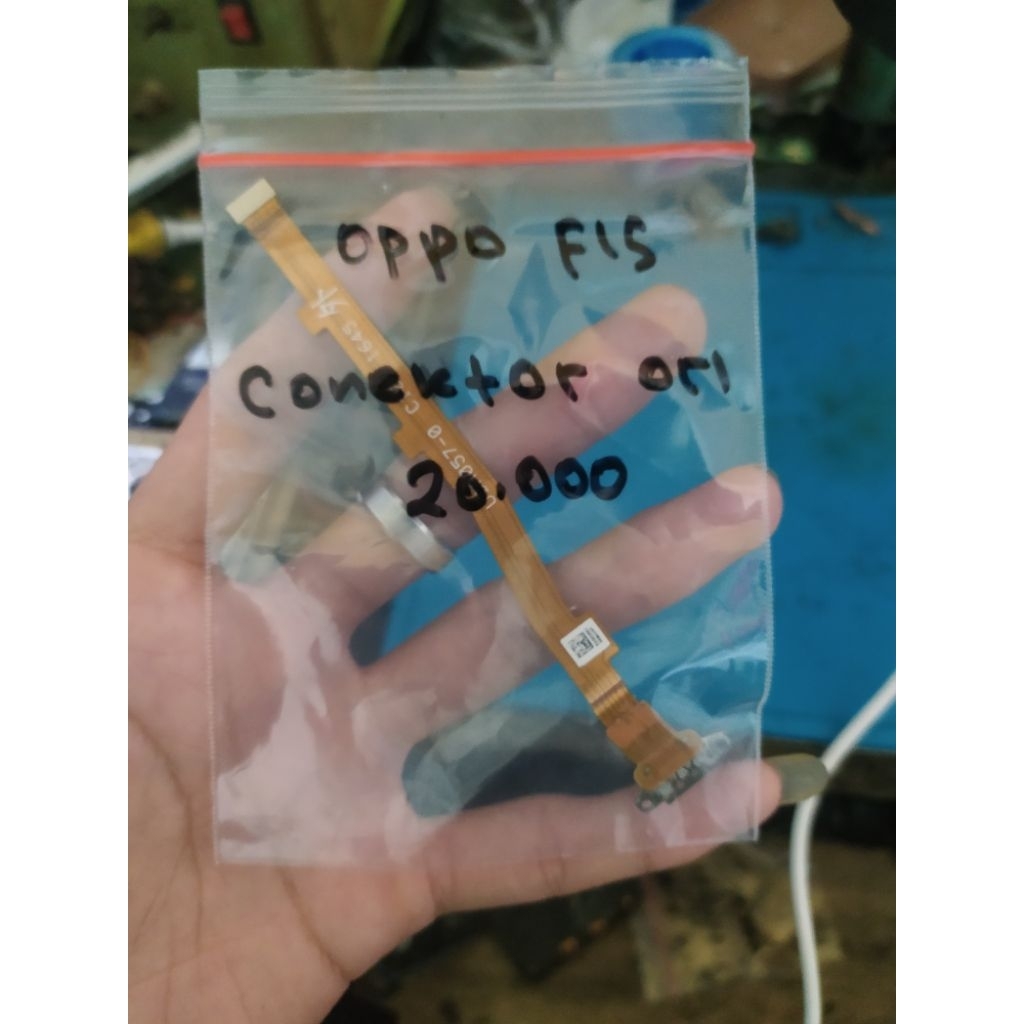 OPPO F1S
Conektor ori
20.000